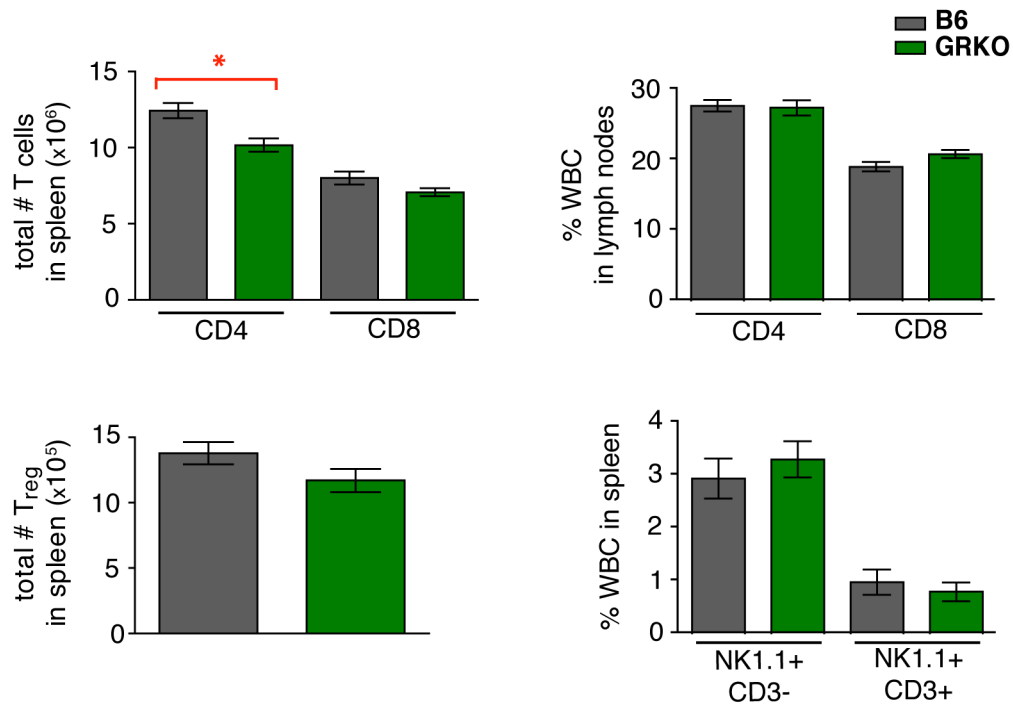 B6
GRKO
total # T cells
in spleen (x10⁶)
15
10
5
0
*
CD4
CD8
% WBC
in lymph nodes
30
20
10
0
CD4
CD8
total # Treg
in spleen (x10⁵)
15
10
5
0
% WBC in spleen
4
3
2
1
0
NK1.1+
CD3-
NK1.1+
CD3+